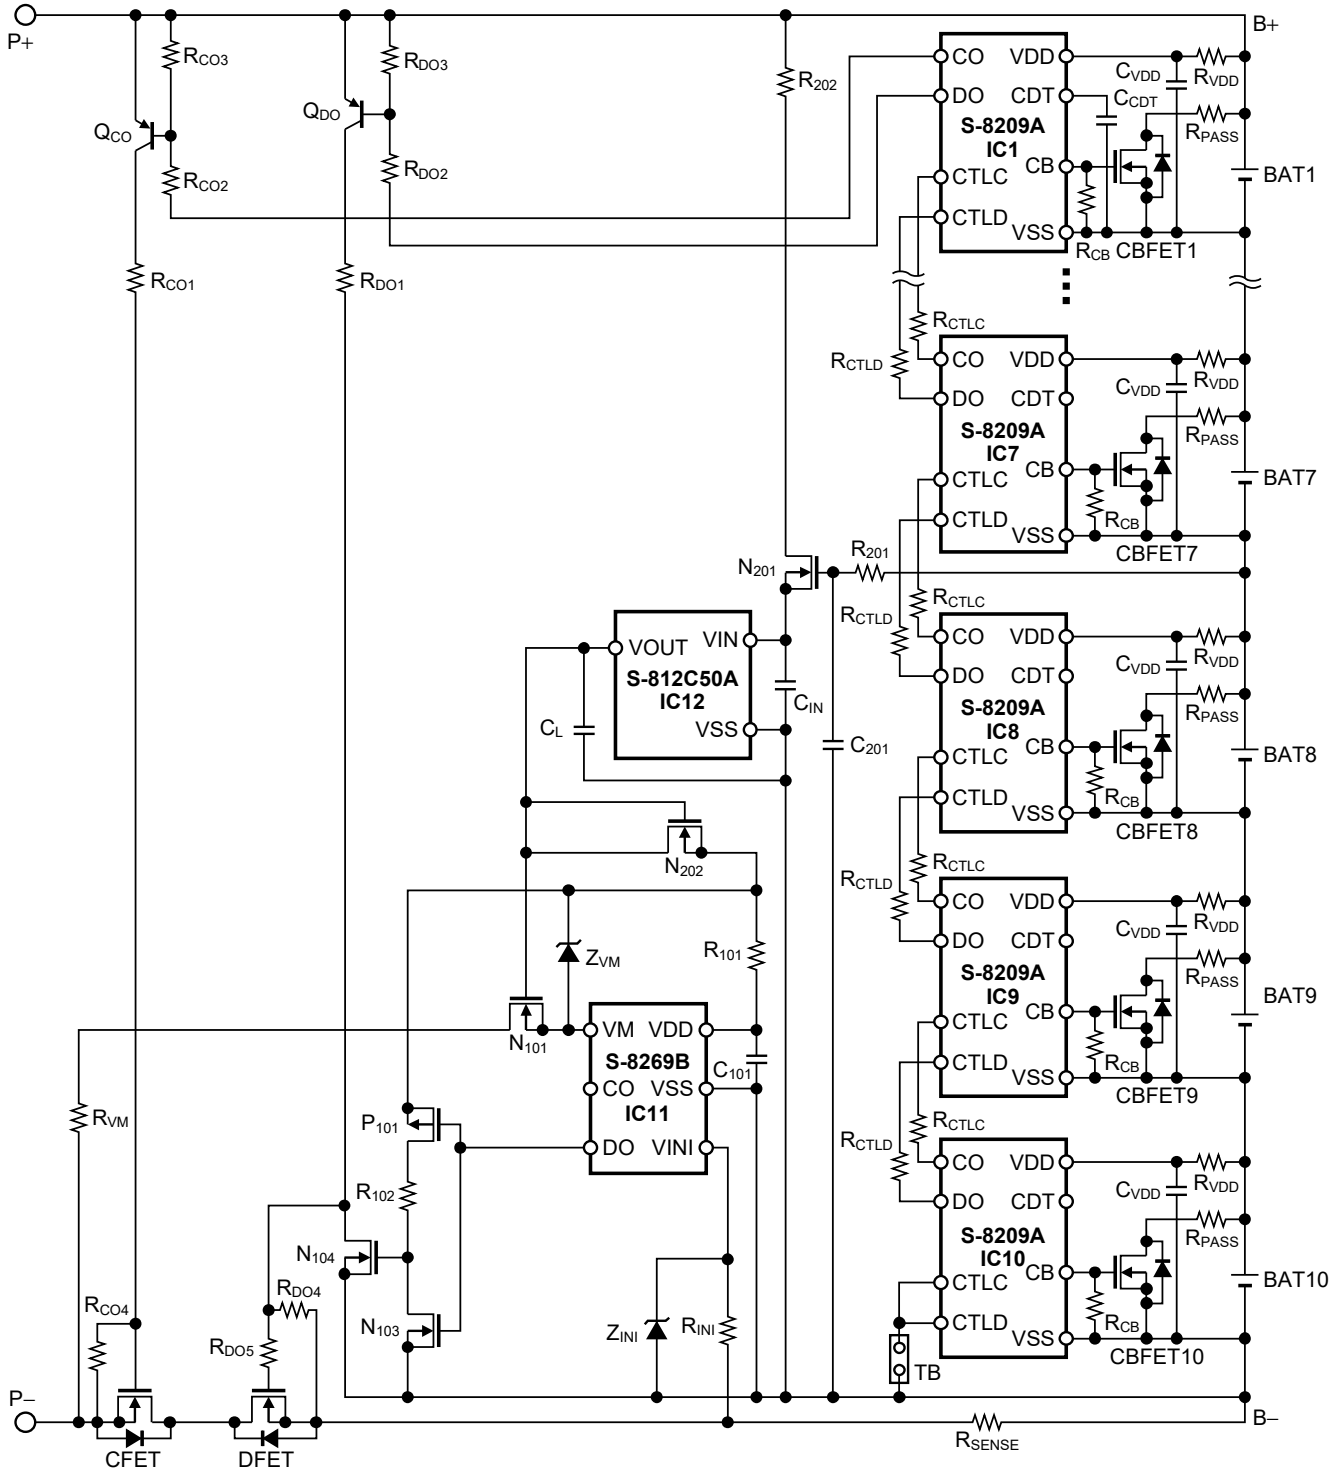 P+
B+
RCO3
RDO3
R202
CO
VDD
CVDD
RVDD
QCO
QDO
DO
CDT
CCDT
S-8209A
IC1
RPASS
RCO2
RDO2
CB
BAT1
CTLC
CTLD
VSS
RCB
CBFET1
RCO1
RDO1
RCTLC
RCTLD
CO
VDD
CVDD
RVDD
DO
CDT
S-8209A
IC7
RPASS
CB
BAT7
CTLC
CTLD
RCB
VSS
CBFET7
R201
N201
RCTLC
RCTLD
CO
VDD
CVDD
RVDD
VOUT
VIN
S-812C50A
IC12
CIN
VSS
CL
C201
DO
CDT
S-8209A
IC8
RPASS
CB
BAT8
CTLC
CTLD
RCB
VSS
CBFET8
N202
RCTLC
RCTLD
CO
VDD
CVDD
RVDD
ZVM
R101
DO
CDT
S-8209A
IC9
RPASS
CB
BAT9
N101
VM
VDD
S-8269B
IC11
C101
CO
VSS
DO
VINI
CTLC
CTLD
RCB
VSS
CBFET9
RVM
P101
RCTLC
RCTLD
R102
CO
VDD
CVDD
RVDD
DO
CDT
S-8209A
IC10
RPASS
CB
BAT10
CTLC
CTLD
RCB
VSS
CBFET10
N104
RDO4
RCO4
N103
RDO5
ZINI
RINI
TB
P−
B−
CFET
DFET
RSENSE